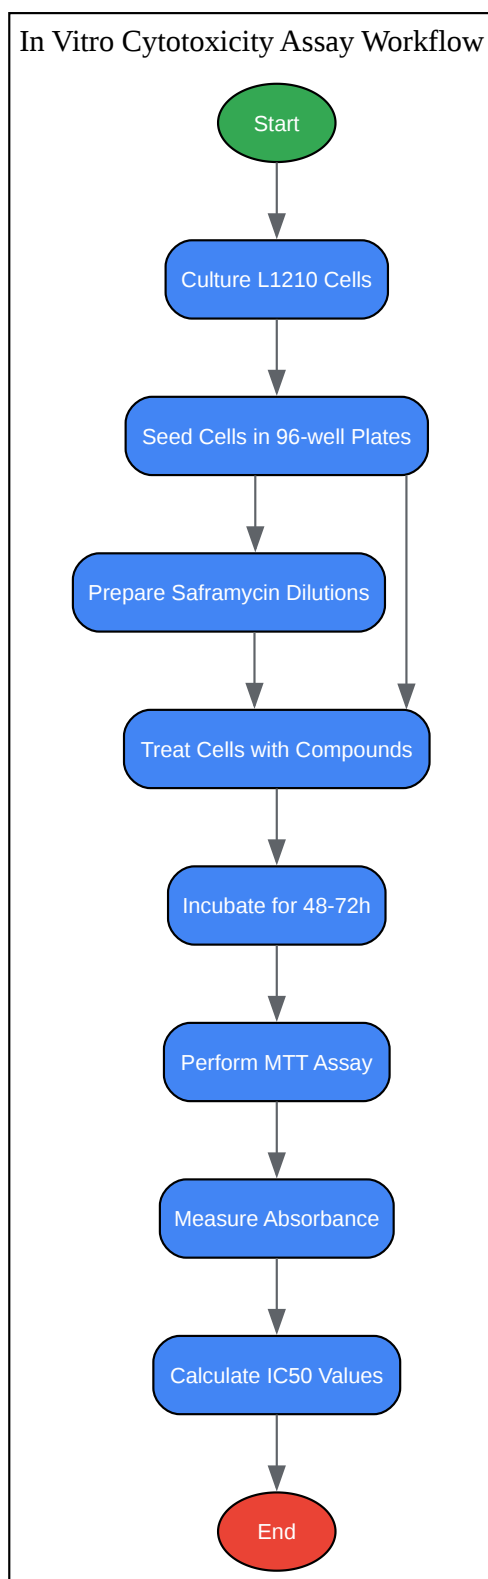 In Vitro Cytotoxicity Assay Workflow
Start
Culture L1210 Cells
Seed Cells in 96-well Plates
Prepare Saframycin Dilutions
Treat Cells with Compounds
Incubate for 48-72h
Perform MTT Assay
Measure Absorbance
Calculate IC50 Values
End